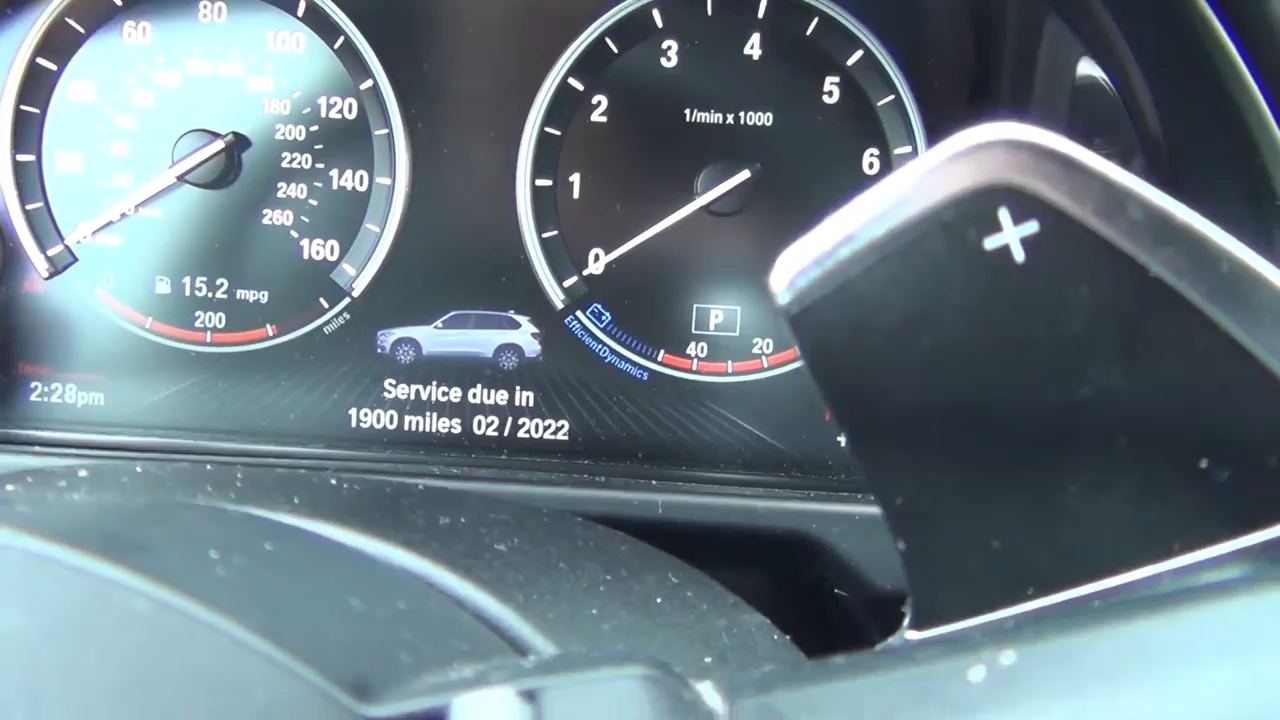 60
80
100
120
140
160
180
200
220
240
260
15.2 mpg
200
miles
2:28pm
Service due in
1900 miles 02 / 2022
0
1
2
3
4
5
6
1/min x 1000
P
40
20
EfficientDynamics
+